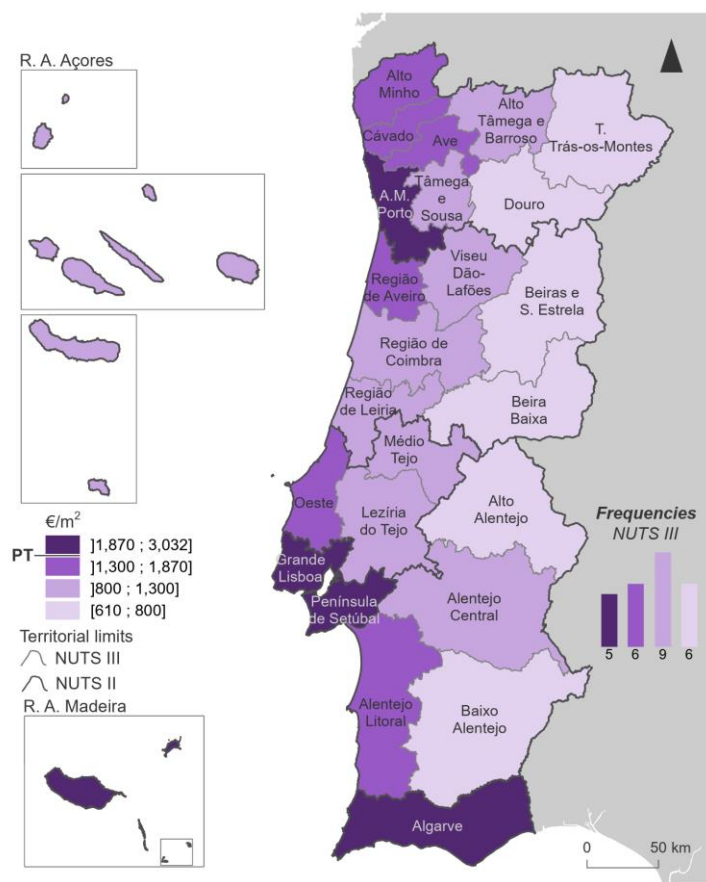 R. A. Açores
€/m²
PT
]1,870 ; 3,032]
]1,300 ; 1,870]
]800 ; 1,300]
[610 ; 800]
Territorial limits
NUTS III
NUTS II
R. A. Madeira
Alto
Minho
Cávado
Ave
Alto
Tâmega e
Barroso
T.
Trás-os-Montes
A.M.
Porto
Tâmega
e
Sousa
Douro
Região
de Aveiro
Viseu
Dão-
Lafões
Beiras e
S. Estrela
Região de
Coimbra
Região
de Leiria
Beira
Baixa
Médio
Tejo
Oeste
Lezíria
do Tejo
Alto
Alentejo
Grande
Lisboa
Península
de Setúbal
Alentejo
Central
Alentejo
Litoral
Baixo
Alentejo
Algarve
Frequencies
NUTS III
5 6 9 6
0 50 km